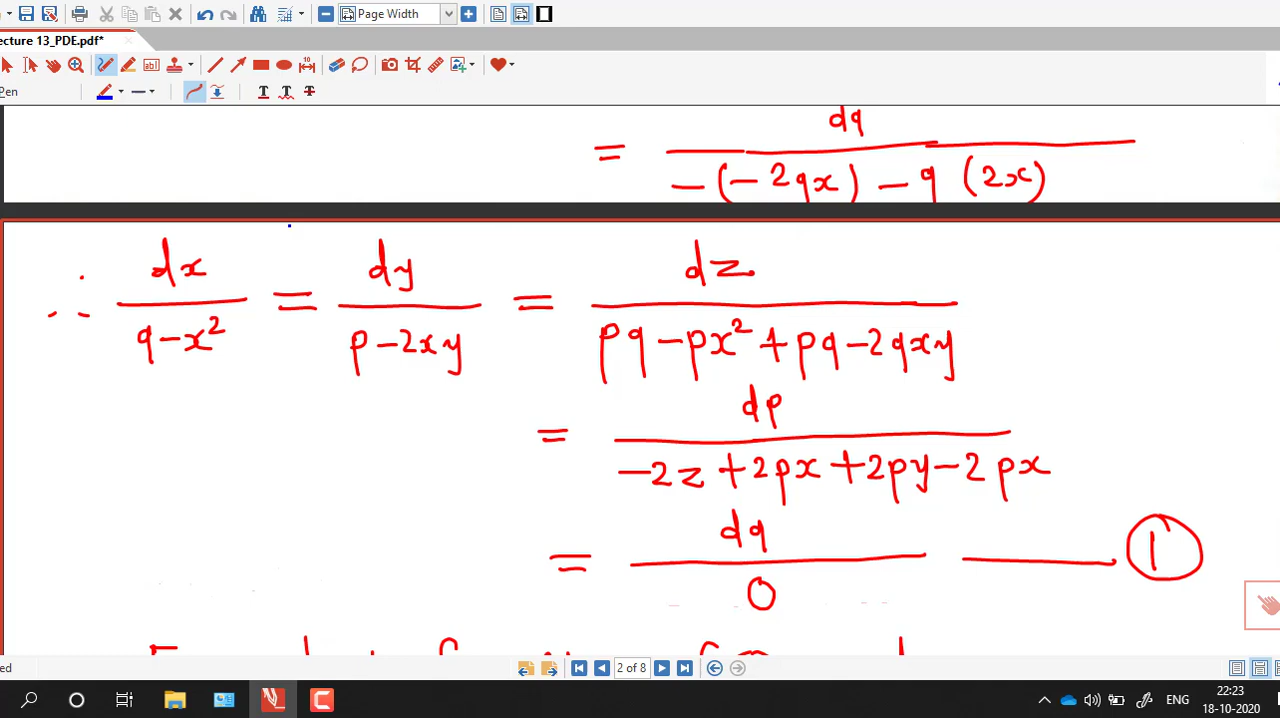 Page Width
ecture 13_PDE.pdf*
10
Pen
T T T
= dq / -(-2qx) - q (2x)
∴ dx / q-x² = dy / p-2xy = dz / pq-px²+pq-2qxy
= dp / -2z+2px+2py-2px
= dq / 0 —— ①
2 of 8
ENG
22:23
18-10-2020